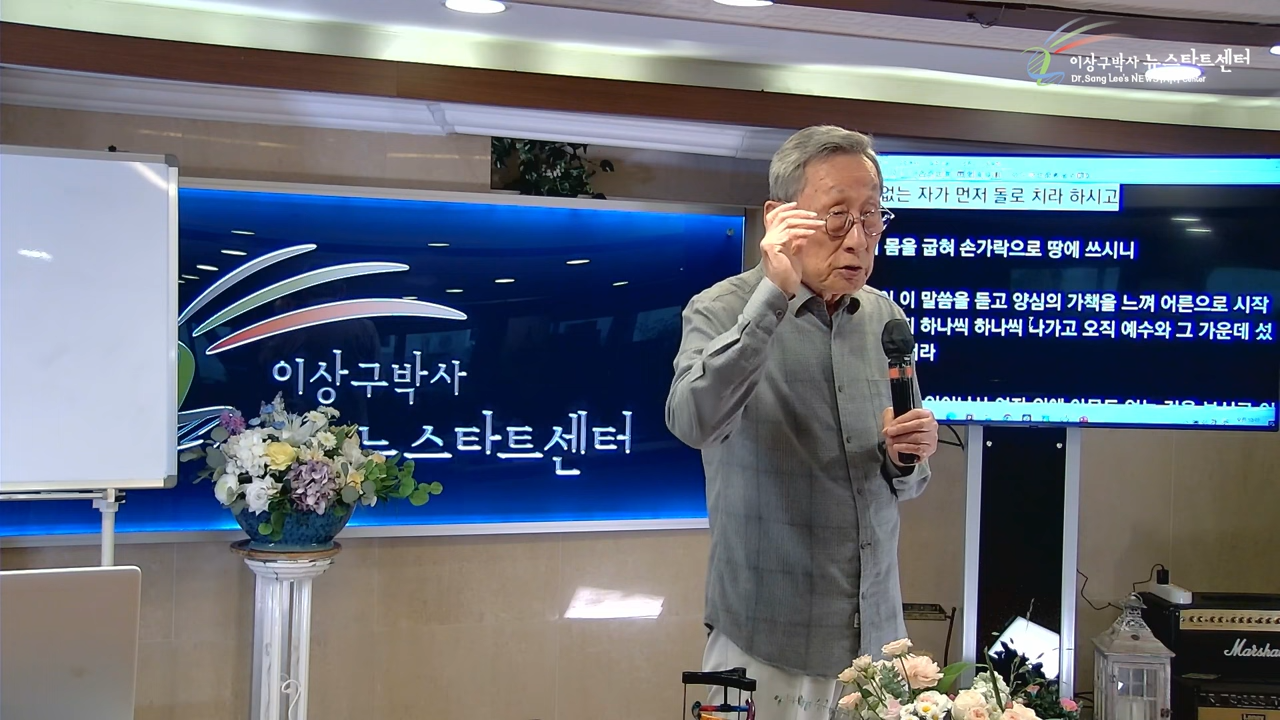 이상구박사 뉴스타트센터
Dr.Sang Lee's NEWSTART Center
없는 자가 먼저 돌로 치라 하시고
몸을 굽혀 손가락으로 땅에 쓰시니
이 말씀을 듣고 양심의 가책을 느껴 어른으로 시작
하나씩 하나씩 나가고 오직 예수와 그 가운데 섰
이상구박사
뉴스타트센터
Marshall